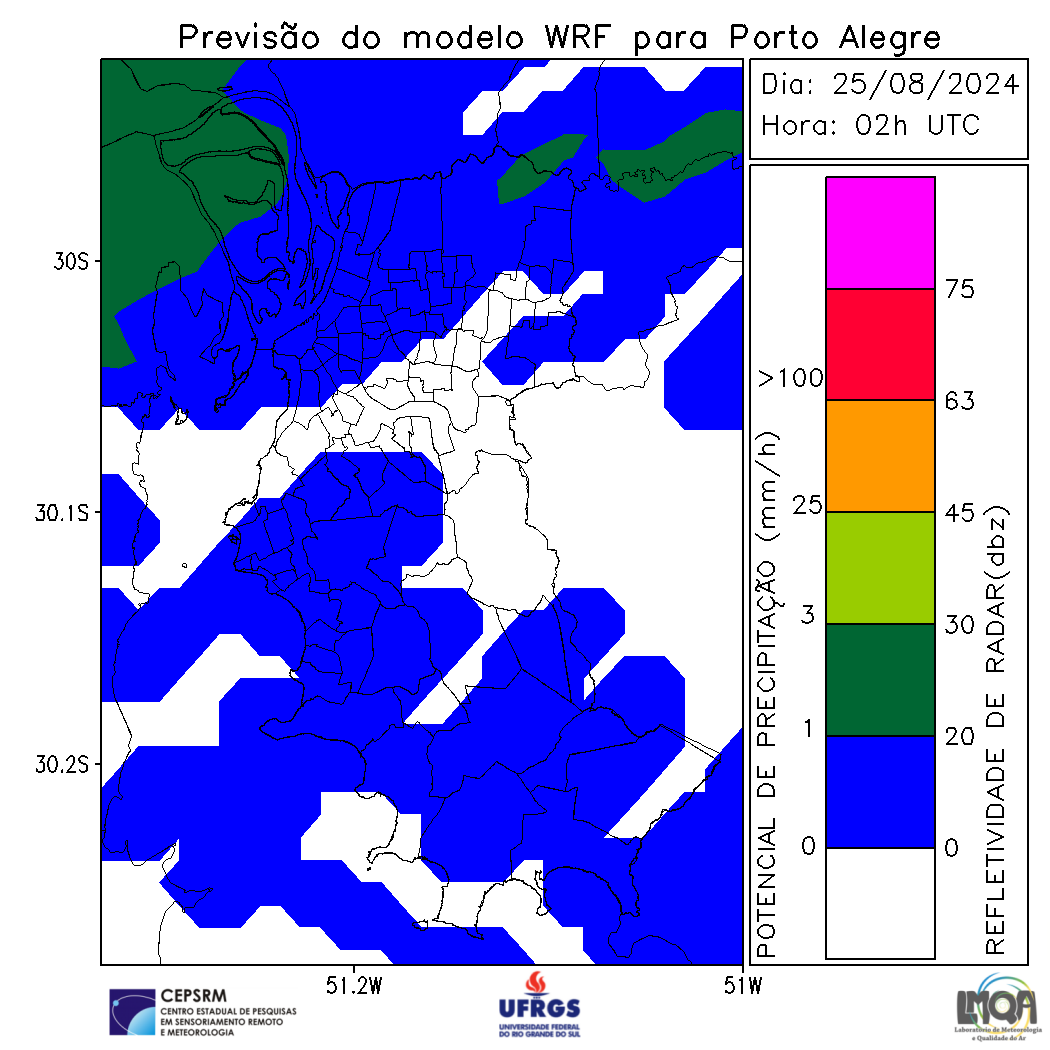 Previsão do modelo WRF para Porto Alegre
Dia: 25/08/2024
Hora: 02h UTC
30S
30.1S
30.2S
51.2W
51W
POTENCIAL DE PRECIPITAÇÃO (mm/h)
>100
25
3
1
0
75
63
45
30
20
0
REFLETIVIDADE DE RADAR(dbz)
CEPSRM
CENTRO ESTADUAL DE PESQUISAS
EM SENSORIAMENTO REMOTO
E METEOROLOGIA
UFRGS
UNIVERSIDADE FEDERAL
DO RIO GRANDE DO SUL
LMQA
Laboratório de Meteorologia
e Qualidade do Ar